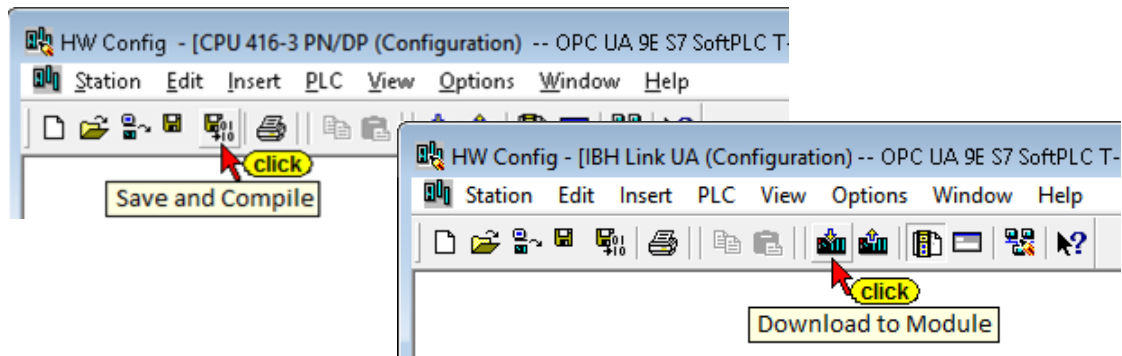 HW Config - [CPU 416-3 PN/DP (Configuration) -- OPC UA 9E S7 SoftPLC T-
Station Edit Insert PLC View Options Window Help
click
Save and Compile
HW Config - [IBH Link UA (Configuration) -- OPC UA 9E S7 SoftPLC T-
Station Edit Insert PLC View Options Window Help
click
Download to Module